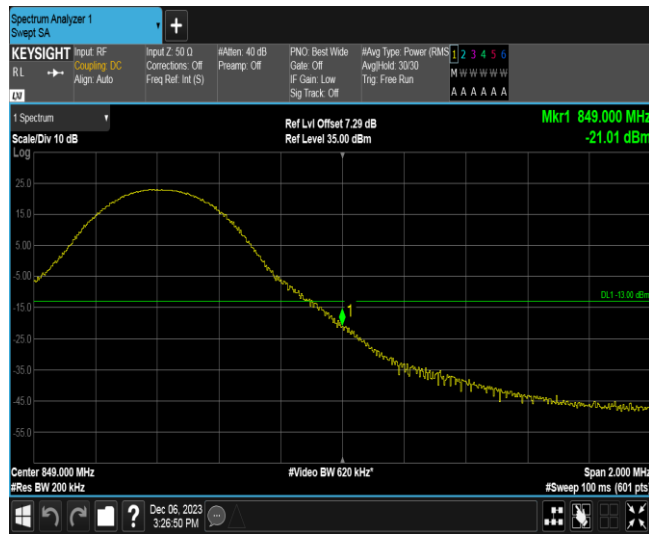 Spectrum Analyzer 1
Swept SA
KEYSIGHT
RL
LXI
Input: RF
Coupling: DC
Align: Auto
Input Z: 50 Ω
Corrections: Off
Freq Ref: Int (S)
#Atten: 40 dB
Preamp: Off
PNO: Best Wide
Gate: Off
IF Gain: Low
Sig Track: Off
#Avg Type: Power (RMS
Avg|Hold: 30/30
Trig: Free Run
1 2 3 4 5 6
M W W W W W
A A A A A A
1 Spectrum
Scale/Div 10 dB
Log
Ref Lvl Offset 7.29 dB
Ref Level 35.00 dBm
Mkr1 849.000 MHz
-21.01 dBm
25.0
15.0
5.00
-5.00
DL1 -13.00 dBm
-15.0
1
-25.0
-35.0
-45.0
-55.0
Center 849.000 MHz
#Res BW 200 kHz
#Video BW 620 kHz*
Span 2.000 MHz
#Sweep 100 ms (601 pts)
?
Dec 06, 2023
3:26:50 PM